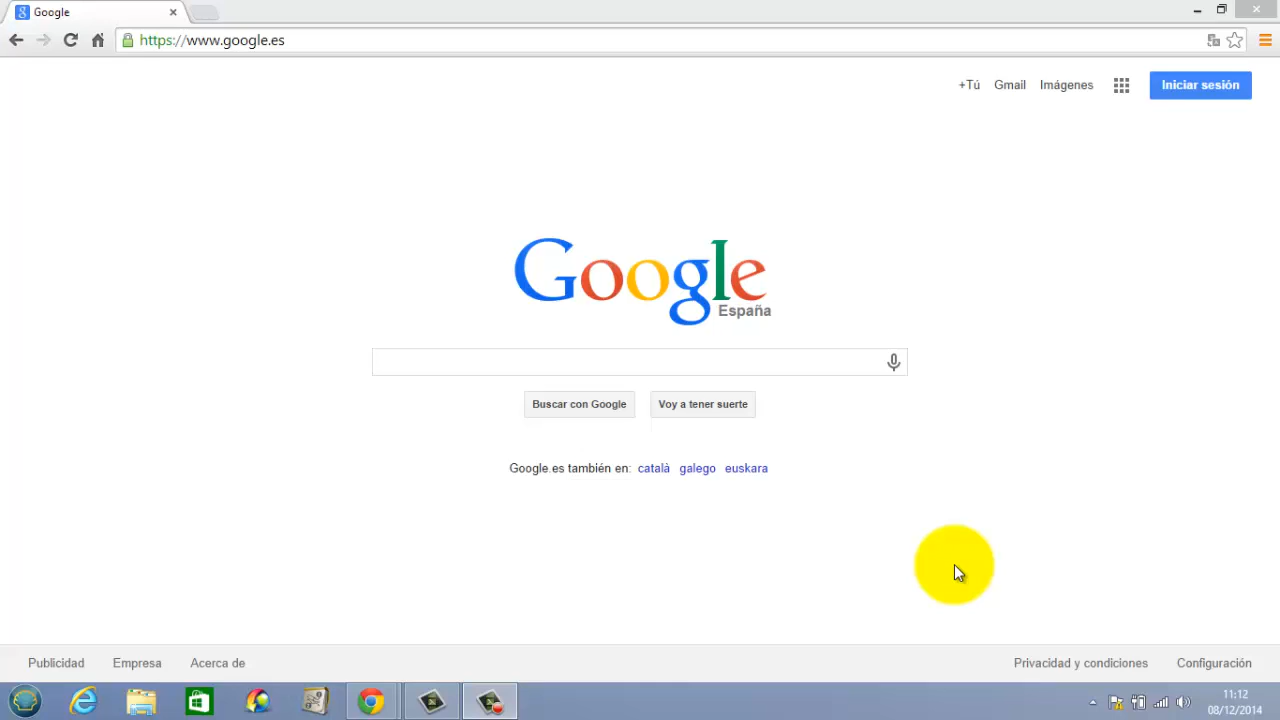 Google
https://www.google.es
+Tú Gmail Imágenes Iniciar sesión
Google
España
Buscar con Google Voy a tener suerte
Google.es también en: català galego euskara
Publicidad Empresa Acerca de Privacidad y condiciones Configuración
11:12
08/12/2014